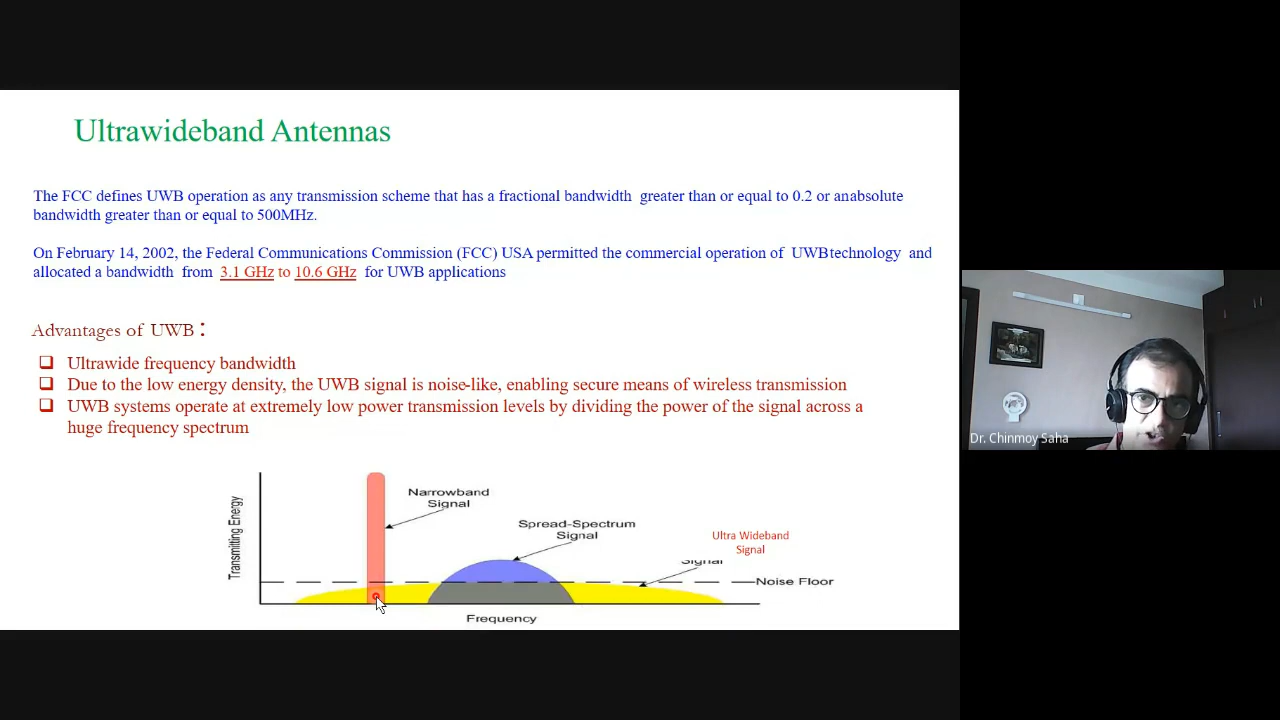 Ultrawideband Antennas
The FCC defines UWB operation as any transmission scheme that has a fractional bandwidth greater than or equal to 0.2 or anabsolute
bandwidth greater than or equal to 500MHz.
On February 14, 2002, the Federal Communications Commission (FCC) USA permitted the commercial operation of UWBtechnology and
allocated a bandwidth from 3.1 GHz to 10.6 GHz for UWB applications
Advantages of UWB :
Ultrawide frequency bandwidth
Due to the low energy density, the UWB signal is noise-like, enabling secure means of wireless transmission
UWB systems operate at extremely low power transmission levels by dividing the power of the signal across a
huge frequency spectrum
Transmitting Energy
Narrowband
Signal
Spread-Spectrum
Signal
Ultra Wideband
Signal
Signal
Noise Floor
Frequency
Dr. Chinmoy Saha